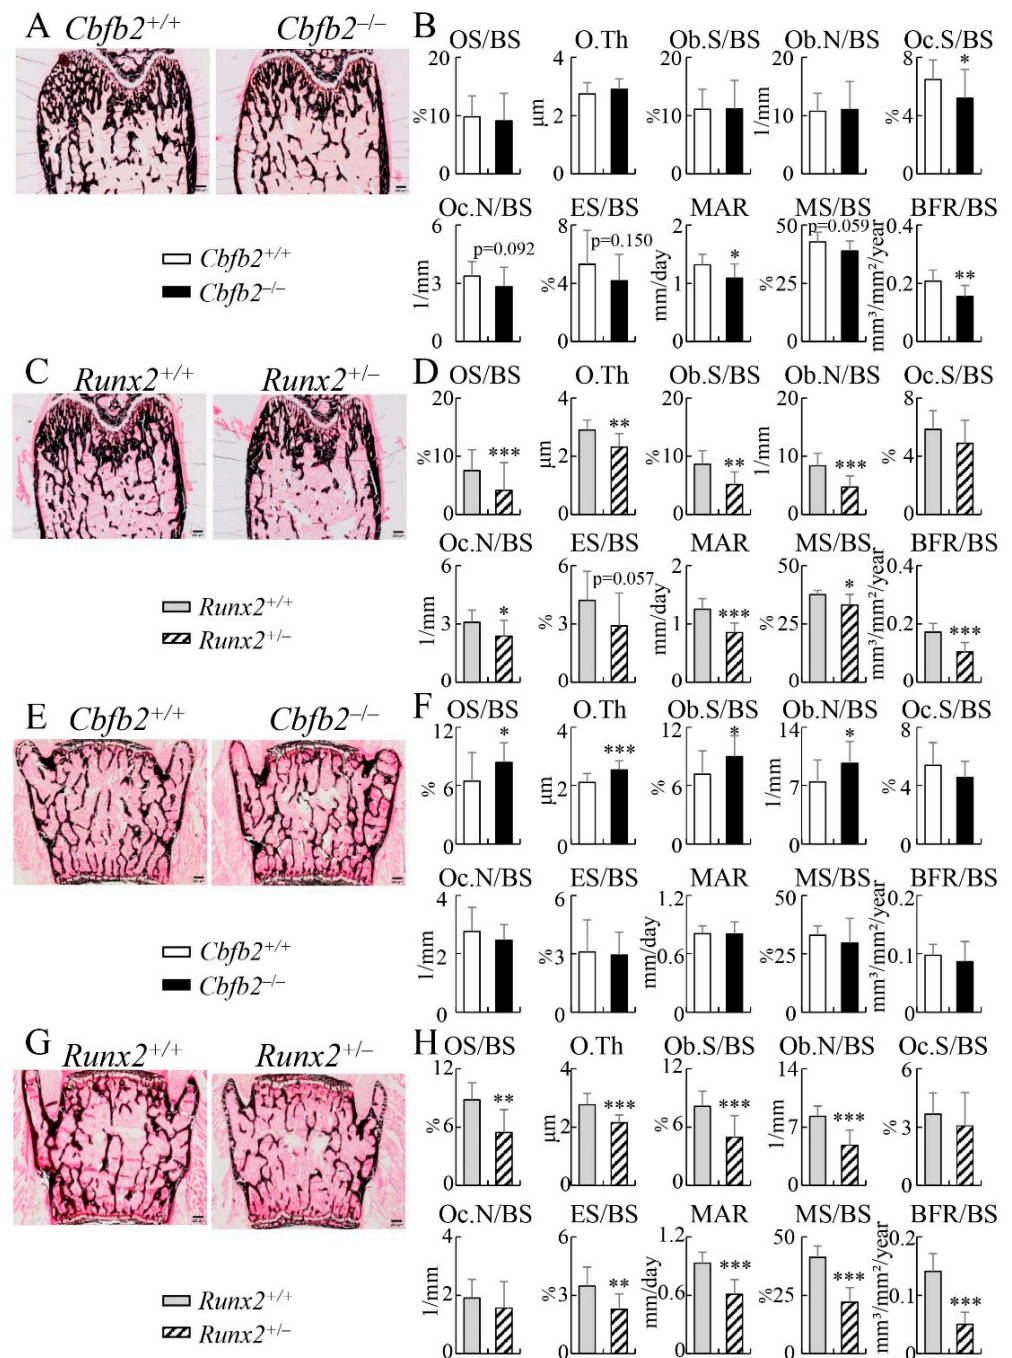 A Cbfb2+/+ Cbfb2–/– B
OS/BS O.Th Ob.S/BS Ob.N/BS Oc.S/BS
20 4 20 20 8 *
% 10 μm 2 % 10 1/mm 10 % 4
0 0 0 0 0
Oc.N/BS ES/BS MAR MS/BS BFR/BS
6 p=0.092 6 p=0.150 2 * 50 p=0.059 0.4 **
1/mm 3 % 3 mm/day 1 % 25 mm³/mm²/year 0.2
0 0 0 0 0
Cbfb2+/+
Cbfb2–/–
C Runx2+/+ Runx2+/– D
OS/BS O.Th Ob.S/BS Ob.N/BS Oc.S/BS
20 *** 4 ** 20 ** 20 *** 8
% 10 μm 2 % 10 1/mm 10 % 4
0 0 0 0 0
Oc.N/BS ES/BS MAR MS/BS BFR/BS
6 * 6 p=0.057 2 *** 50 * 0.4 ***
1/mm 3 % 3 mm/day 1 % 25 mm³/mm²/year 0.2
0 0 0 0 0
Runx2+/+
Runx2+/–
E Cbfb2+/+ Cbfb2–/– F
OS/BS O.Th Ob.S/BS Ob.N/BS Oc.S/BS
12 * 4 *** 12 * 14 * 8
% 6 μm 2 % 6 1/mm 7 % 4
0 0 0 0 0
Oc.N/BS ES/BS MAR MS/BS BFR/BS
4 6 1.2 50 0.2
1/mm 2 % 3 mm/day 0.6 % 25 mm³/mm²/year 0.1
0 0 0 0 0
Cbfb2+/+
Cbfb2–/–
G Runx2+/+ Runx2+/– H
OS/BS O.Th Ob.S/BS Ob.N/BS Oc.S/BS
12 ** 4 *** 12 *** 14 *** 6
% 6 μm 2 % 6 1/mm 7 % 3
0 0 0 0 0
Oc.N/BS ES/BS MAR MS/BS BFR/BS
4 6 ** 1.2 *** 50 *** 0.2 ***
1/mm 2 % 3 mm/day 0.6 % 25 mm³/mm²/year 0.1
0 0 0 0 0
Runx2+/+
Runx2+/–